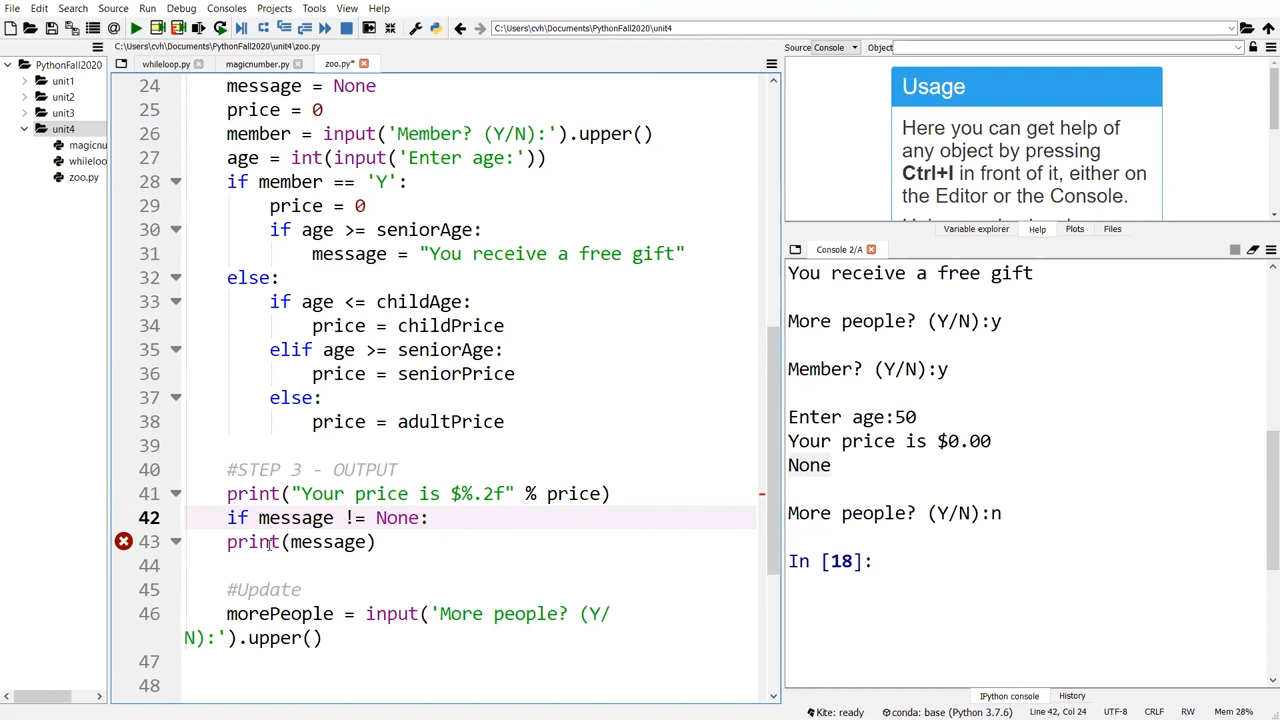 File Edit Search Source Run Debug Consoles Projects Tools View Help
C:\Users\cvh\Documents\PythonFall2020\unit4
C:\Users\cvh\Documents\PythonFall2020\unit4\zoo.py
PythonFall2020
unit1
unit2
unit3
unit4
magicnu
whileloo
zoo.py
whileloop.py magicnumber.py zoo.py*
24 message = None
25 price = 0
26 member = input('Member? (Y/N):').upper()
27 age = int(input('Enter age:'))
28 if member == 'Y':
29 price = 0
30 if age >= seniorAge:
31 message = "You receive a free gift"
32 else:
33 if age <= childAge:
34 price = childPrice
35 elif age >= seniorAge:
36 price = seniorPrice
37 else:
38 price = adultPrice
39
40 #STEP 3 - OUTPUT
41 print("Your price is $%.2f" % price)
42 if message != None:
43 print(message)
44
45 #Update
46 morePeople = input('More people? (Y/
N):').upper()
47
48
Source Console Object
Usage
Here you can get help of
any object by pressing
Ctrl+I in front of it, either on
the Editor or the Console.
Variable explorer Help Plots Files
Console 2/A
You receive a free gift
More people? (Y/N):y
Member? (Y/N):y
Enter age:50
Your price is $0.00
None
More people? (Y/N):n
In [18]:
IPython console History
Kite: ready conda: base (Python 3.7.6) Line 42, Col 24 UTF-8 CRLF RW Mem 28%